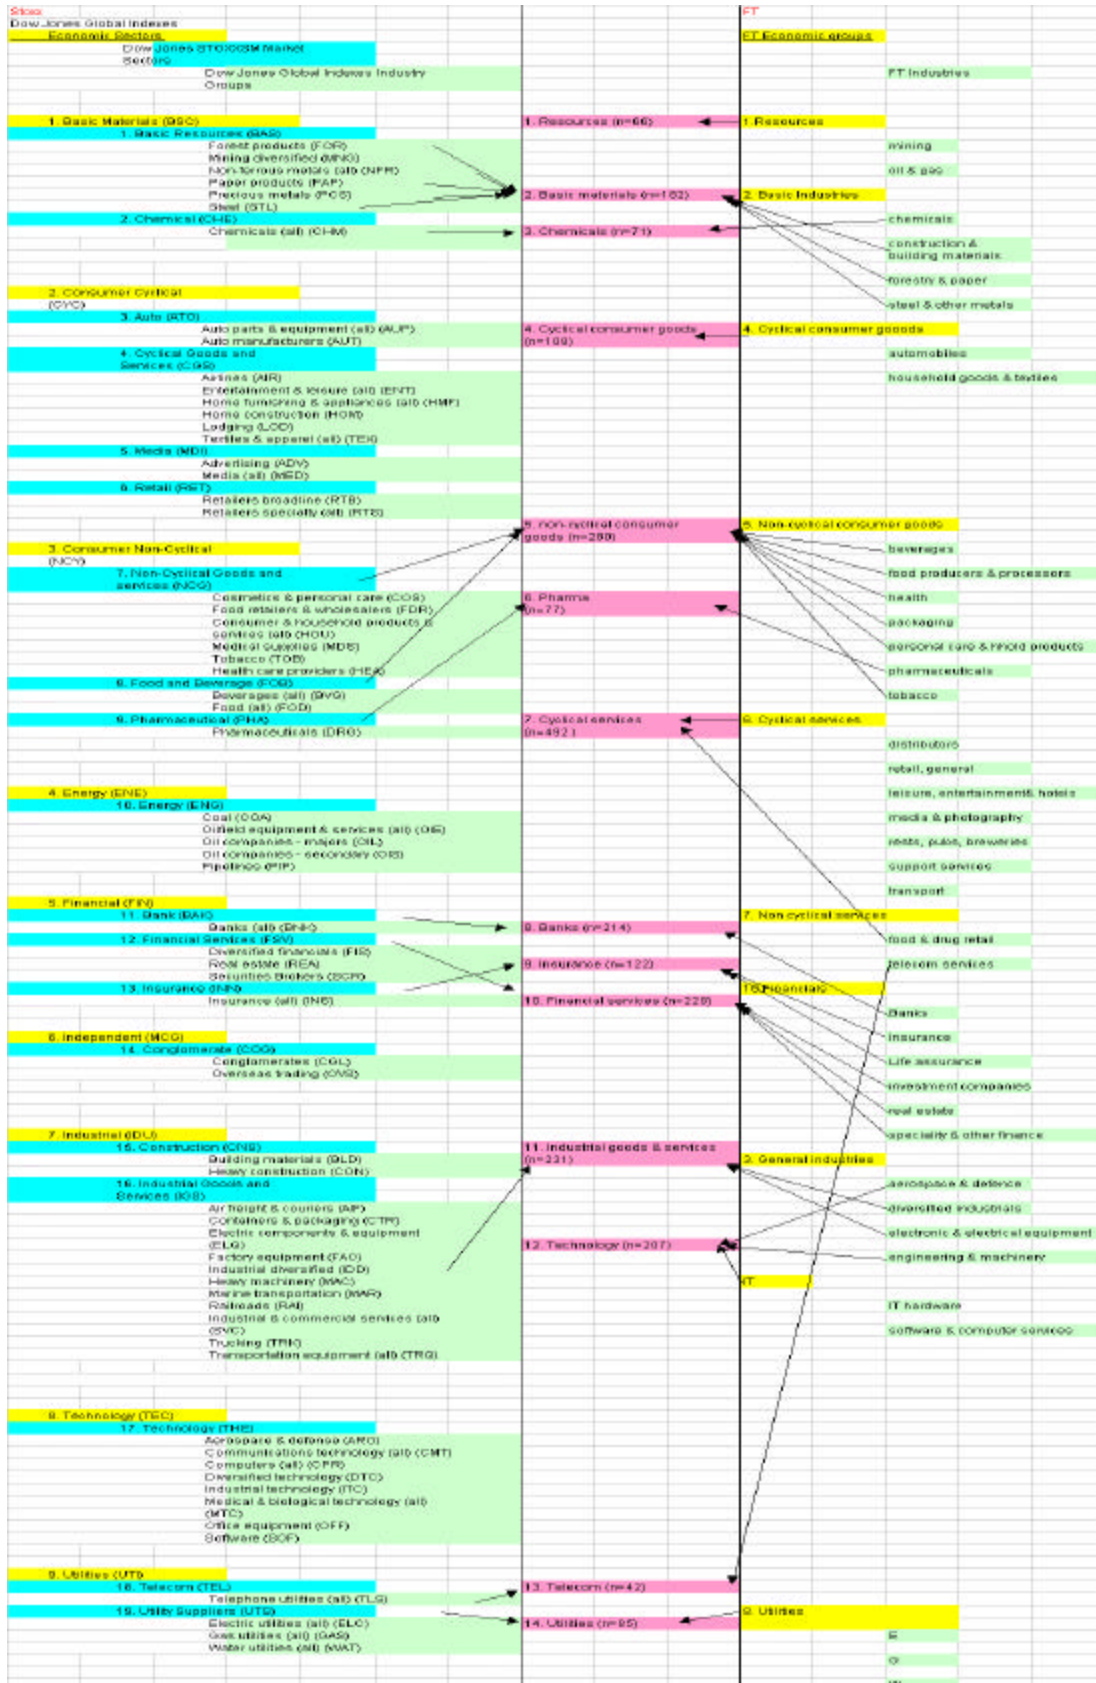 Stoxx
Dow Jones Global Indexes
Economic Sectors
Dow Jones STOXXSM Market
Sectors
Dow Jones Global Indexes Industry
Groups
1. Basic Materials (BSC)
1. Basic Resources (BAS)
Forest products (FOR)
Mining diversified (MNG)
Non-ferrous metals (all) (NFR)
Paper products (PAP)
Precious metals (PCS)
Steel (STL)
2. Chemical (CHE)
Chemicals (all) (CHM)
2. Consumer Cyclical
(CYC)
3. Auto (ATO)
Auto parts & equipment (all) (AUP)
Auto manufacturers (AUT)
4. Cyclical Goods and
Services (CGS)
Airlines (AIR)
Entertainment & leisure (all) (ENT)
Home furnishing & appliances (all) (HMF)
Home construction (HOM)
Lodging (LOD)
Textiles & apparel (all) (TEX)
5. Media (MDI)
Advertising (ADV)
Media (all) (MED)
6. Retail (RET)
Retailers broadline (RTB)
Retailers specialty (all) (RTS)
3. Consumer Non-Cyclical
(NCY)
7. Non-Cyclical Goods and
services (NCG)
Cosmetics & personal care (COS)
Food retailers & wholesalers (FDR)
Consumer & household products &
services (all) (HOU)
Medical supplies (MDS)
Tobacco (TOB)
Health care providers (HEA)
8. Food and Beverage (FOB)
Beverages (all) (BVG)
Food (all) (FOD)
9. Pharmaceutical (PHA)
Pharmaceuticals (DRG)
4. Energy (ENE)
10. Energy (ENG)
Coal (COA)
Oilfield equipment & services (all) (OIE)
Oil companies - majors (OIL)
Oil companies - secondary (OIS)
Pipelines (PIP)
5. Financial (FIN)
11. Bank (BAK)
Banks (all) (BNK)
12. Financial Services (FSV)
Diversified financials (FIS)
Real estate (REA)
Securities Brokers (SCR)
13. Insurance (INN)
Insurance (all) (INS)
6. Independent (MCG)
14. Conglomerate (COG)
Conglomerates (CGL)
Overseas trading (OVS)
7. Industrial (IDU)
15. Construction (CNS)
Building materials (BLD)
Heavy construction (CON)
16. Industrial Goods and
Services (IGS)
Air freight & couriers (AIF)
Containers & packaging (CTR)
Electric components & equipment
(ELG)
Factory equipment (FAC)
Industrial diversified (IDD)
Heavy machinery (MAC)
Marine transportation (MAR)
Railroads (RAI)
Industrial & commercial services (all)
(SVC)
Trucking (TRK)
Transportation equipment (all) (TRQ)
8. Technology (TEC)
17. Technology (THE)
Aerospace & defense (ARO)
Communications technology (all) (CMT)
Computers (all) (CPR)
Diversified technology (DTC)
Industrial technology (ITC)
Medical & biological technology (all)
(MTC)
Office equipment (OFF)
Software (SOF)
9. Utilities (UTI)
18. Telecom (TEL)
Telephone utilities (all) (TLS)
19. Utility Suppliers (UTS)
Electric utilities (all) (ELC)
Gas utilities (all) (GAS)
Water utilities (all) (WAT)
1. Resources (n=66)
2. Basic materials (n=182)
3. Chemicals (n=71)
4. Cyclical consumer goods
5. non-cyclical consumer
6. Pharma
(n=77)
7. Cyclical services
(n=492)
8. Banks (n=214)
9. Insurance (n=122)
10. Financial services (n=229)
11. Industrial goods & services
(n=231)
12. Technology (n=207)
13. Telecom (n=42)
14. Utilities (n=85)
FT
FT Economic groups
FT Industries
1. Resources
mining
oil & gas
2. Basic Industries
chemicals
construction &
building materials
forestry & paper
steel & other metals
4. Cyclical consumer gooods
automobiles
household goods & textiles
5. Non-cyclical consumer goods
beverages
food producers & processors
health
packaging
personal care & hhold products
pharmaceuticals
tobacco
6. Cyclical services
distributors
retail, general
leisure, entertainment& hotels
media & photography
rests, pubs, breweries
support services
transport
7. Non cyclical services
food & drug retail
telecom services
10. Financials
Banks
insurance
Life assurance
investment companies
real estate
speciality & other finance
3. General industries
aerospace & defence
diversified industrials
electronic & electrical equipment
engineering & machinery
IT
IT hardware
software & computer services
9. Utilities
E
G